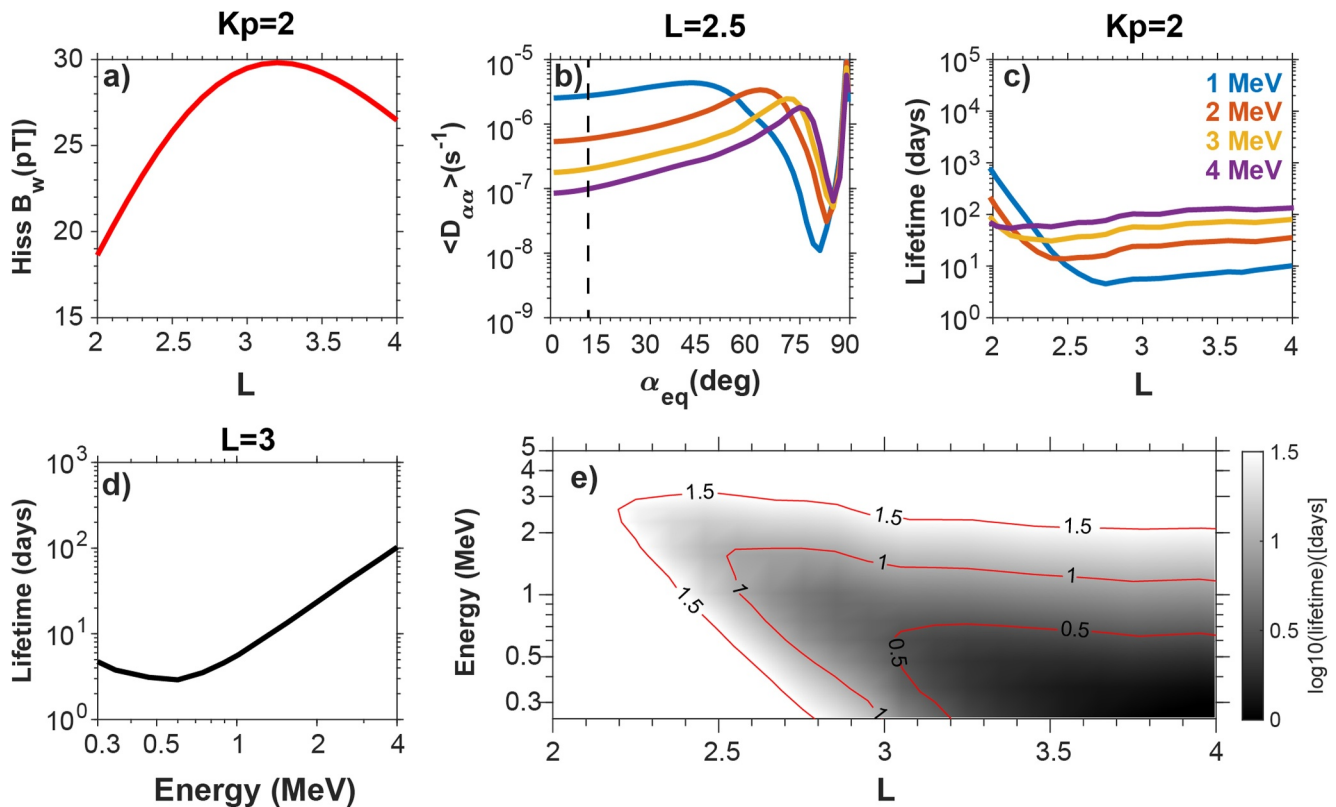 Kp=2
a)
30
25
20
15
Hiss B_w(pT])
2
2.5
3
3.5
4
L
L=2.5
b)
10^-5
10^-6
10^-7
10^-8
10^-9
<D_αα>(s^-1)
0
15
30
45
60
75
90
α_eq(deg)
Kp=2
c)
1 MeV
2 MeV
3 MeV
4 MeV
10^5
10^4
10^3
10^2
10^1
10^0
Lifetime (days)
2
2.5
3
3.5
4
L
L=3
d)
10^3
10^2
10^1
10^0
Lifetime (days)
0.3
0.5
1
2
4
Energy (MeV)
e)
5
4
3
2
1
0.5
0.3
Energy (MeV)
1.5
1.5
1.5
1.5
1
1
1
1
0.5
0.5
2
2.5
3
3.5
4
L
1.5
1
0.5
0
log10(lifetime)([days)